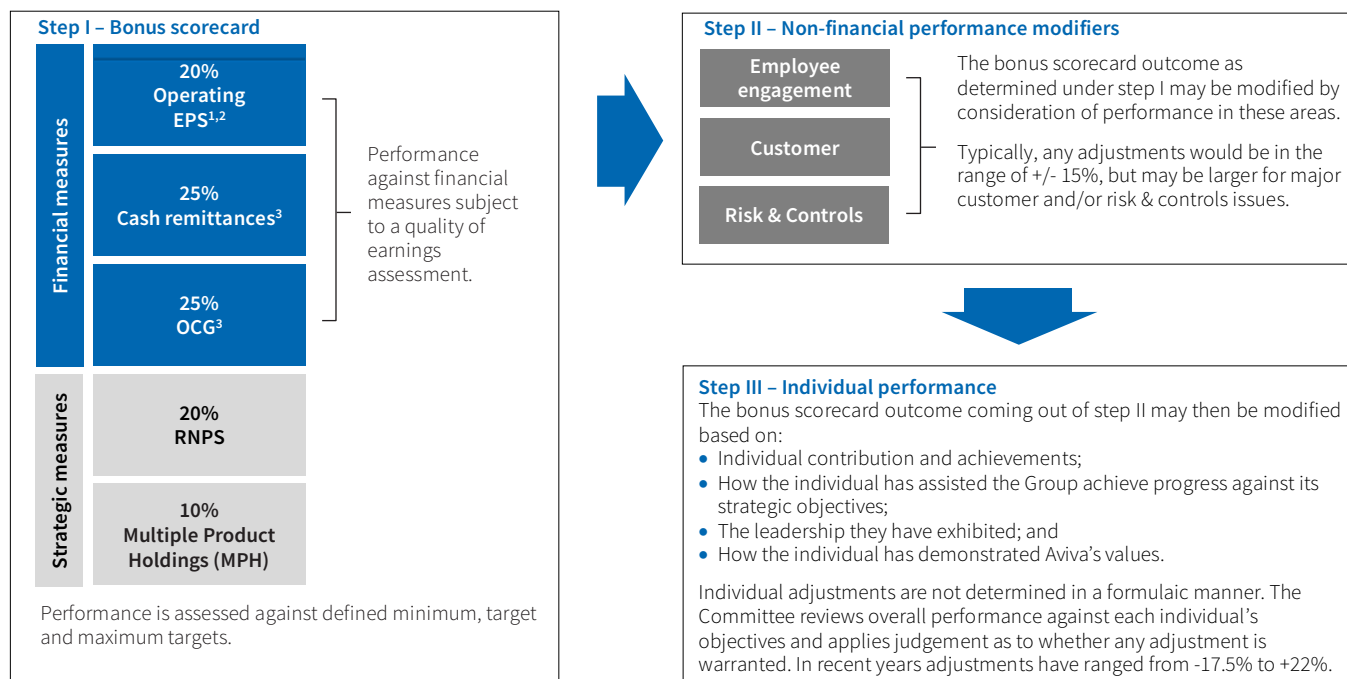 Step I – Bonus scorecard
Financial measures
20%
Operating
EPS1,2
25%
Cash remittances3
25%
OCG3
Performance
against financial
measures subject
to a quality of
earnings
assessment.
Strategic measures
20%
RNPS
10%
Multiple Product
Holdings (MPH)
Performance is assessed against defined minimum, target
and maximum targets.
Step II – Non-financial performance modifiers
Employee
engagement
Customer
Risk & Controls
The bonus scorecard outcome as
determined under step I may be modified by
consideration of performance in these areas.
Typically, any adjustments would be in the
range of +/- 15%, but may be larger for major
customer and/or risk & controls issues.
Step III – Individual performance
The bonus scorecard outcome coming out of step II may then be modified
based on:
• Individual contribution and achievements;
• How the individual has assisted the Group achieve progress against its
strategic objectives;
• The leadership they have exhibited; and
• How the individual has demonstrated Aviva’s values.
Individual adjustments are not determined in a formulaic manner. The
Committee reviews overall performance against each individual’s
objectives and applies judgement as to whether any adjustment is
warranted. In recent years adjustments have ranged from -17.5% to +22%.